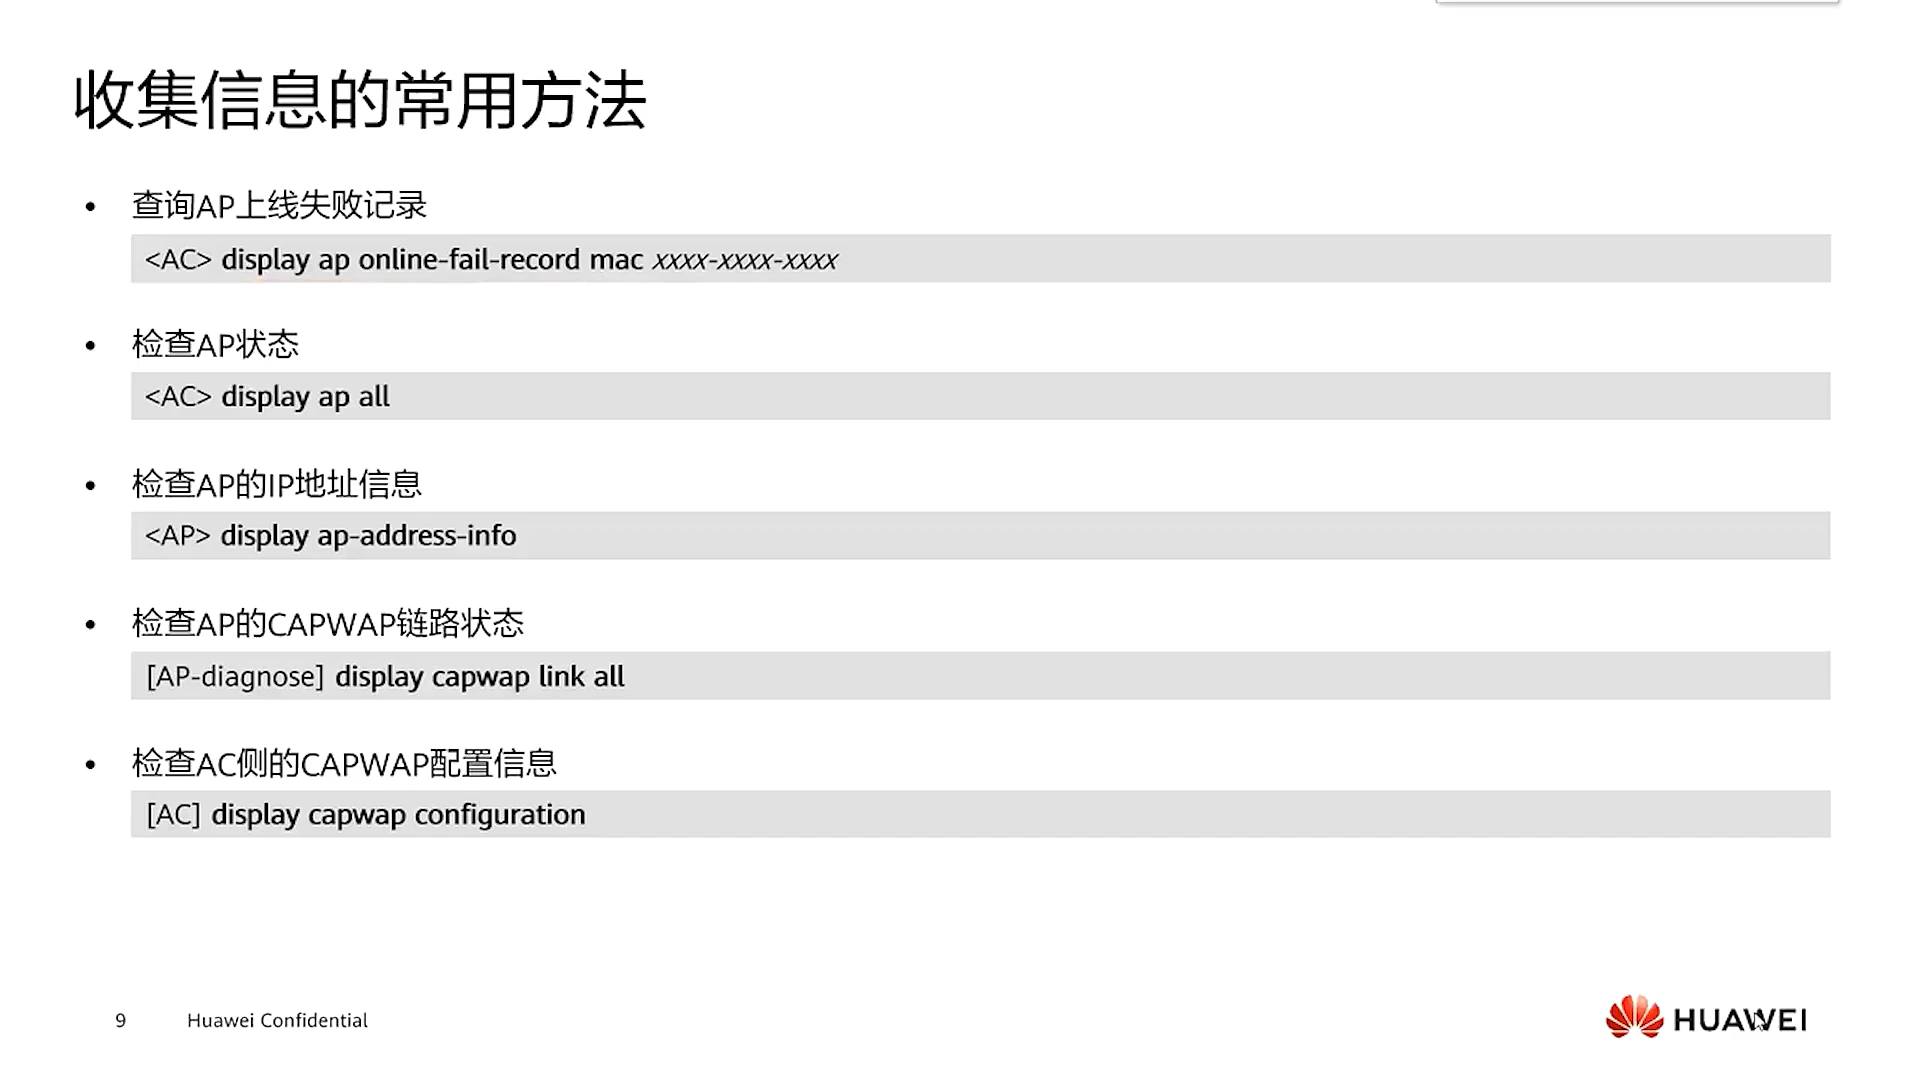 收集信息的常用方法
• 查询AP上线失败记录
<AC> display ap online-fail-record mac xxxx-xxxx-xxxx
• 检查AP状态
<AC> display ap all
• 检查AP的IP地址信息
<AP> display ap-address-info
• 检查AP的CAPWAP链路状态
[AP-diagnose] display capwap link all
• 检查AC侧的CAPWAP配置信息
[AC] display capwap configuration
9 Huawei Confidential
HUAWEI